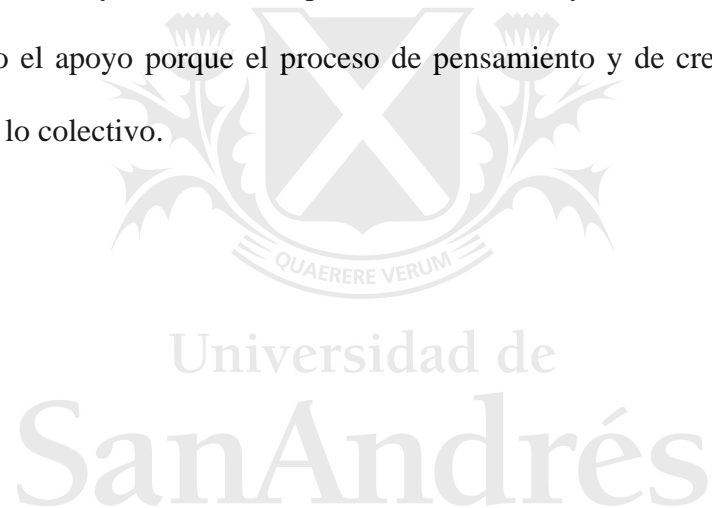 o el apoyo porque el proceso de pensamiento y de cre
lo colectivo.
QUAERERE VERUM
Universidad de
SanAndrés